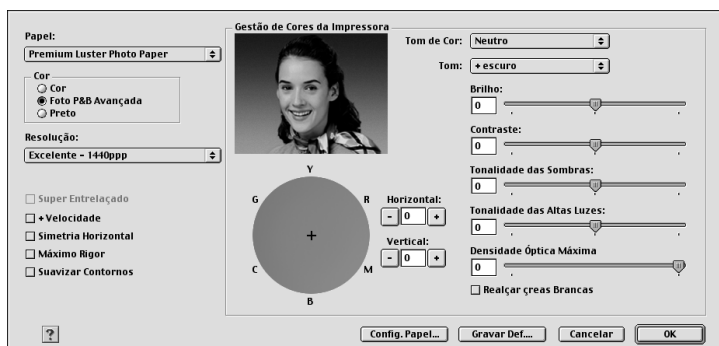 Papel:
Premium Luster Photo Paper
Cor
Cor
Foto P&B Avançada
Preto
Resolução:
Excelente - 1440ppp
Super Entrelaçado
+Velocidade
Simetria Horizontal
Máximo Rigor
Suavizar Contornos
Gestão de Cores da Impressora
Y
G R
C M
B
Horizontal:
- 0 +
Vertical:
- 0 +
Tom de Cor: Neutro
Tom: +escuro
Brilho:
0
Contraste:
0
Tonalidade das Sombras:
0
Tonalidade das Altas Luzes:
0
Densidade Óptica Máxima
0
Realçar çreas Brancas
?
Config. Papel... Gravar Def.... Cancelar OK